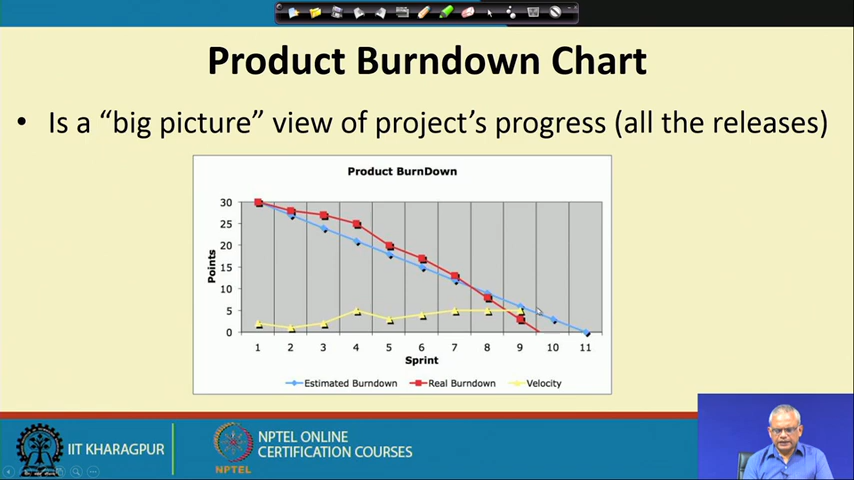 Product Burndown Chart
• Is a “big picture” view of project’s progress (all the releases)
Product BurnDown
30
25
20
15
10
5
0
Points
1 2 3 4 5 6 7 8 9 10 11
Sprint
Estimated Burndown Real Burndown Velocity
IIT KHARAGPUR
NPTEL
NPTEL ONLINE
CERTIFICATION COURSES